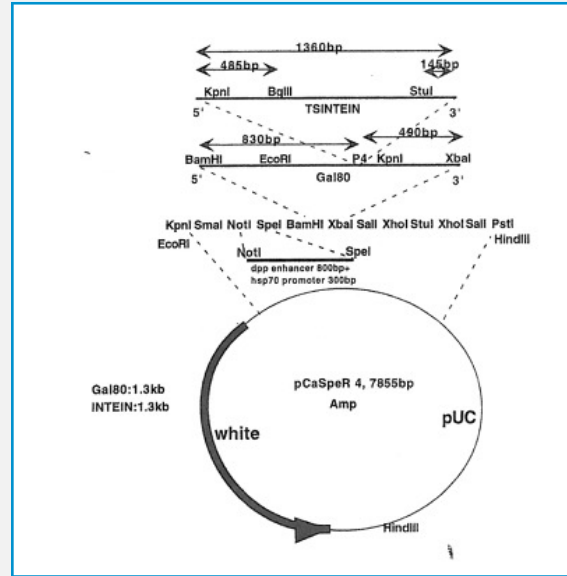 1360bp
485bp 145bp
KpnI BqlII StuI
TSINTEIN
5' 3'
830bp 490bp
BamHI EcoRI P4 KpnI XbaI
Gal80
5' 3'
KpnI SmaI NotI SpeI BamHI XbaI SalI XhoI StuI XhoI SalI PstI
EcoRI HindIII
NotI SpeI
dpp enhancer 800bp+
hsp70 promoter 300bp
pCaSpeR 4, 7855bp
Amp
Gal80:1.3kb
INTEIN:1.3kb
white
pUC
HindIII